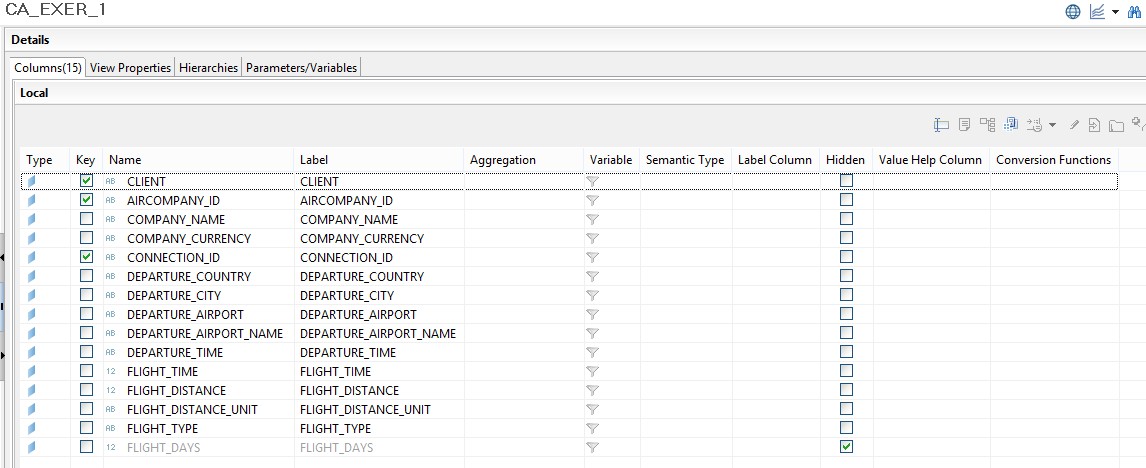 CA_EXER_1
Details
Columns(15) View Properties Hierarchies Parameters/Variables
Local
Type Key Name Label Aggregation Variable Semantic Type Label Column Hidden Value Help Column Conversion Functions
AB CLIENT CLIENT
AB AIRCOMPANY_ID AIRCOMPANY_ID
AB COMPANY_NAME COMPANY_NAME
AB COMPANY_CURRENCY COMPANY_CURRENCY
AB CONNECTION_ID CONNECTION_ID
AB DEPARTURE_COUNTRY DEPARTURE_COUNTRY
AB DEPARTURE_CITY DEPARTURE_CITY
AB DEPARTURE_AIRPORT DEPARTURE_AIRPORT
AB DEPARTURE_AIRPORT_NAME DEPARTURE_AIRPORT_NAME
AB DEPARTURE_TIME DEPARTURE_TIME
12 FLIGHT_TIME FLIGHT_TIME
12 FLIGHT_DISTANCE FLIGHT_DISTANCE
AB FLIGHT_DISTANCE_UNIT FLIGHT_DISTANCE_UNIT
AB FLIGHT_TYPE FLIGHT_TYPE
12 FLIGHT_DAYS FLIGHT_DAYS